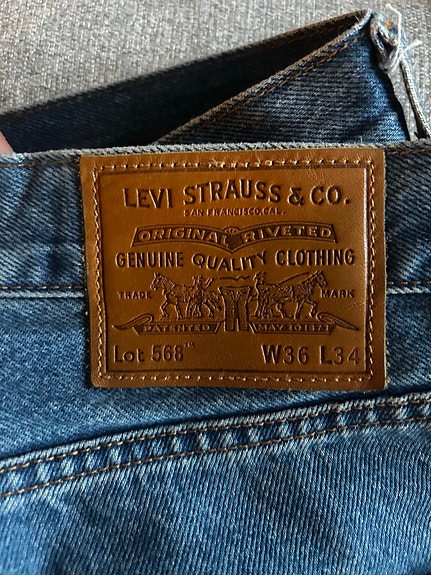 LEVI STRAUSS & CO.
SAN FRANCISCO, CAL.
ORIGINAL RIVETED
GENUINE QUALITY CLOTHING
TRADE MARK
PATENTED MAY 20 1873
Lot 568™ W36 L34